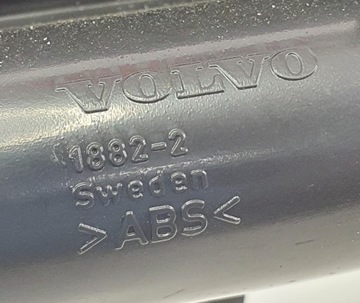 VOLVO
1882-2
Sweden
>ABS<